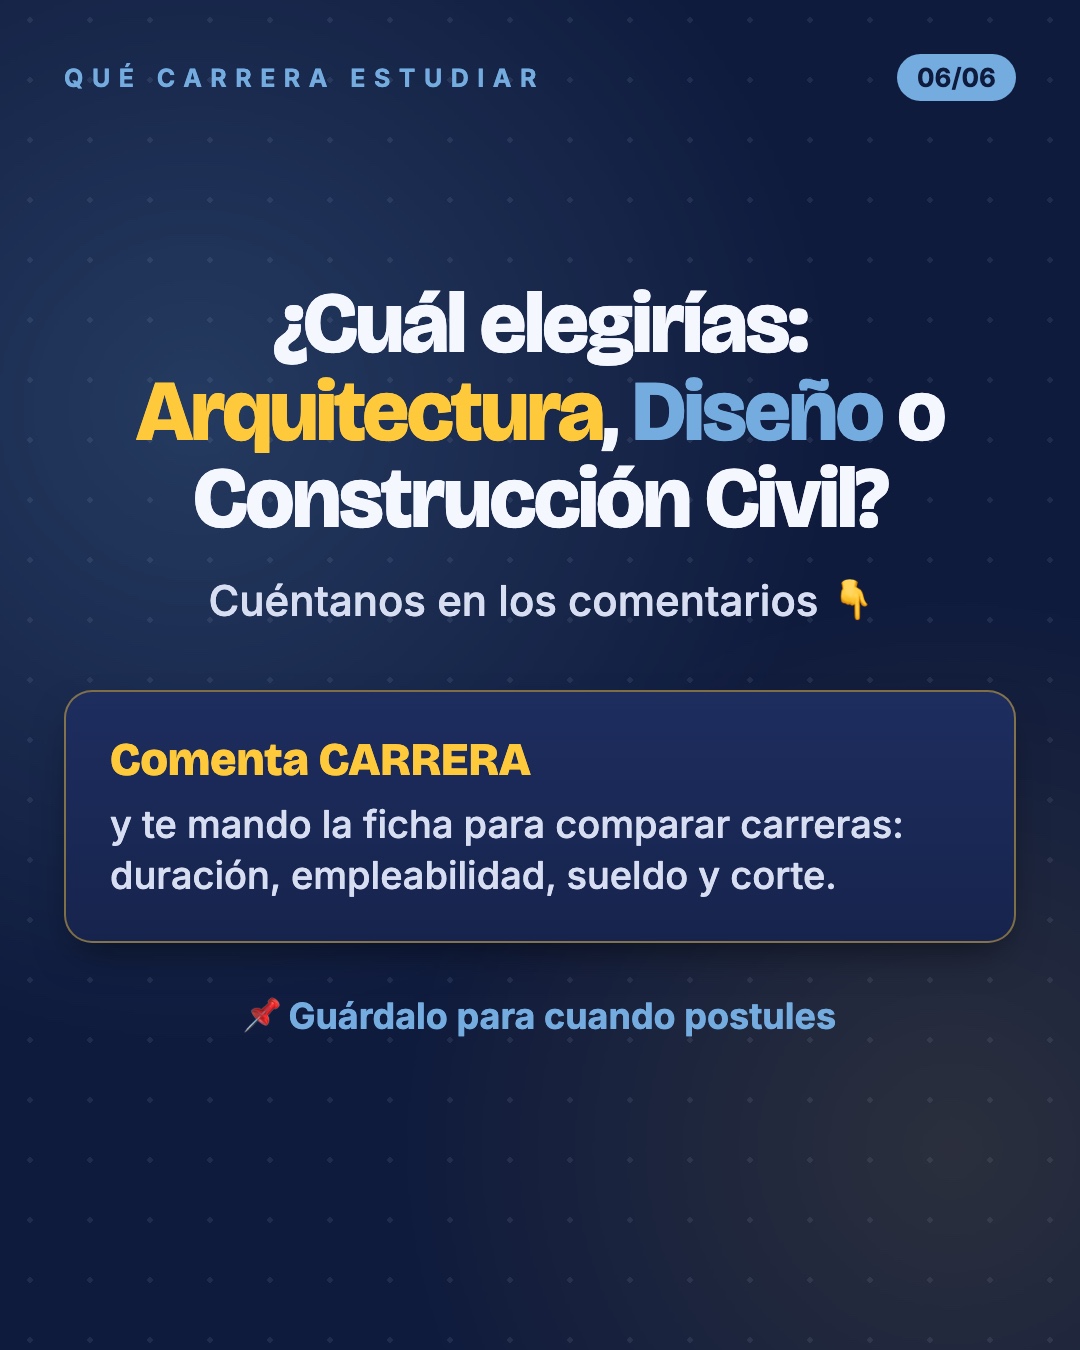 QUÉ CARRERA ESTUDIAR
06/06
¿Cuál elegirías:
Arquitectura, Diseño o
Construcción Civil?
Cuéntanos en los comentarios 👇
Comenta CARRERA
y te mando la ficha para comparar carreras:
duración, empleabilidad, sueldo y corte.
📌 Guárdalo para cuando postules